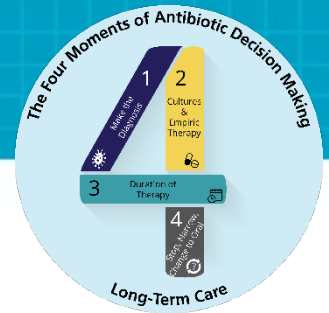 The Four Moments of Antibiotic Decision Making
1
Make the
Diagnosis
2
Cultures
&
Empiric
Therapy
3
Duration of
Therapy
4
Stop, Narrow,
Change to Oral
Long-Term Care